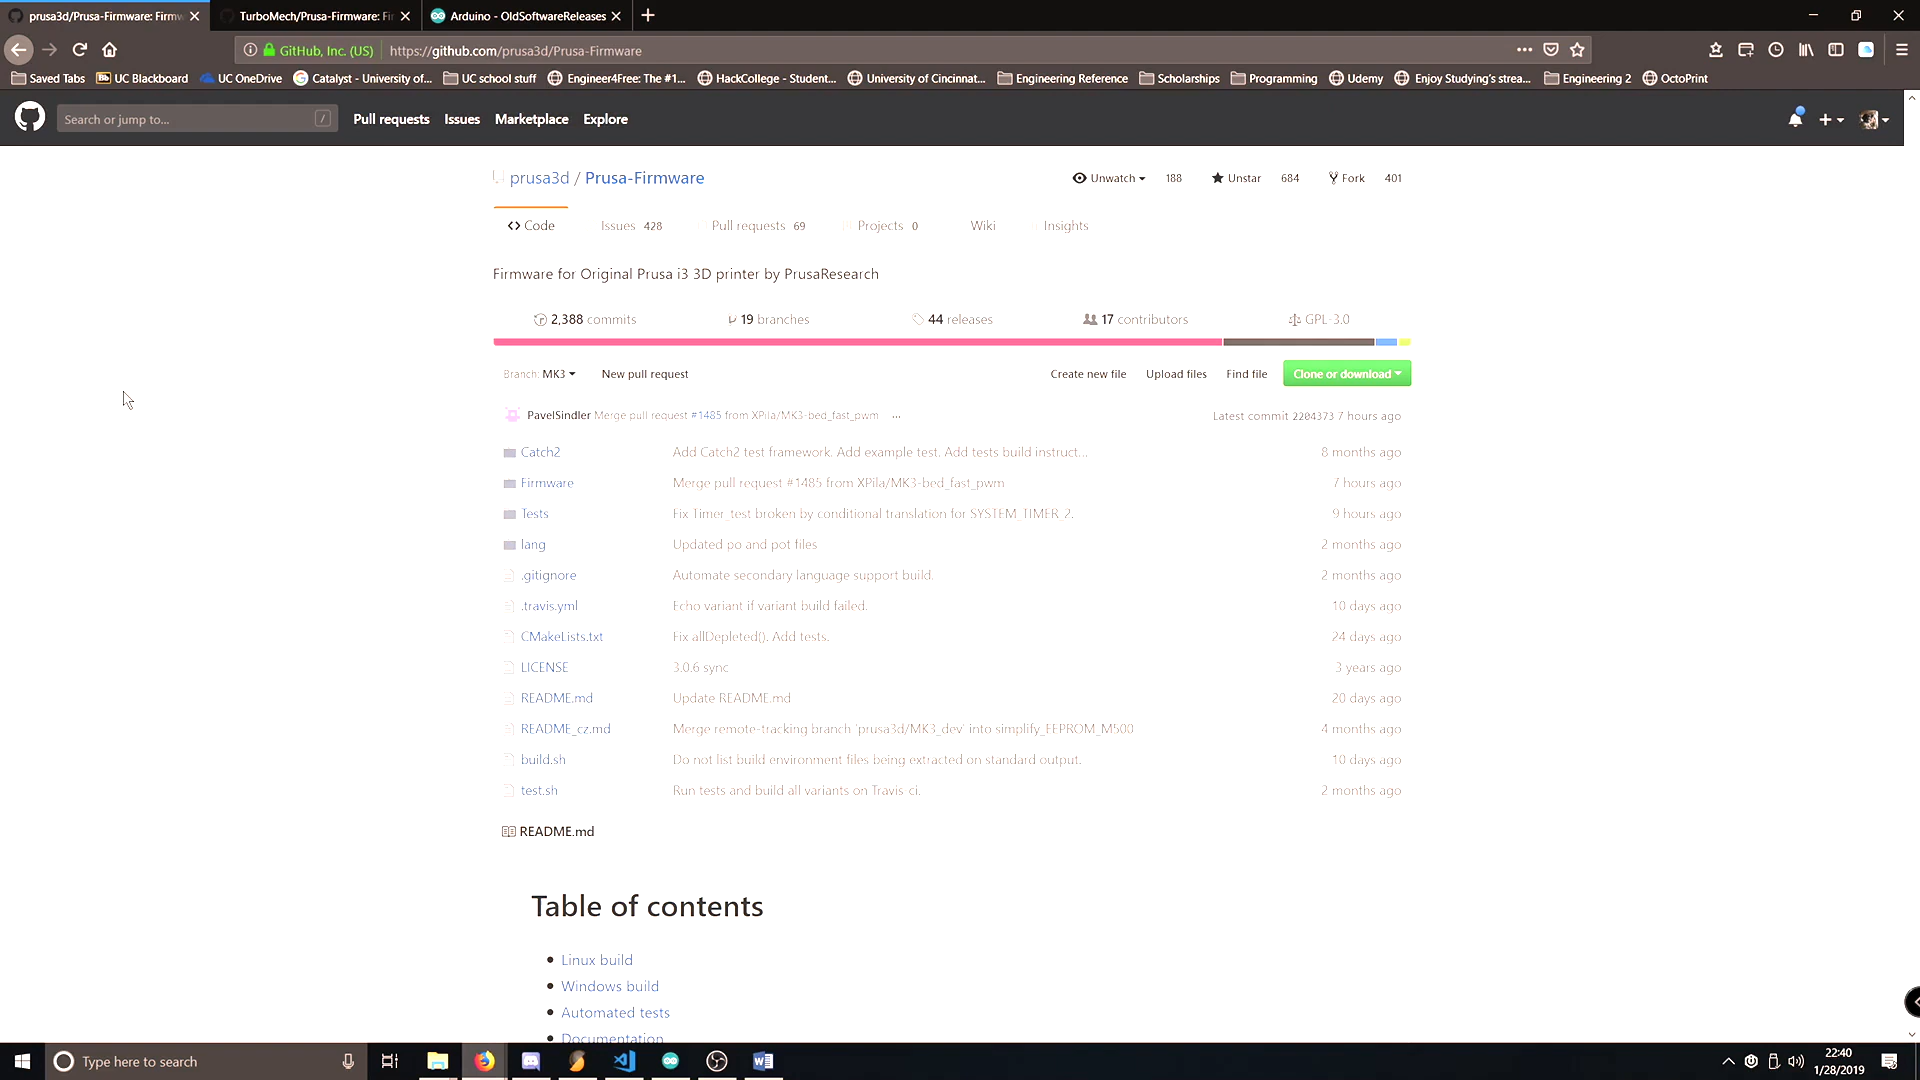 prusa3d/Prusa-Firmware: Firmw
TurboMech/Prusa-Firmware: Fi
Arduino - OldSoftwareReleases
GitHub, Inc. (US)
https://github.com/prusa3d/Prusa-Firmware
Saved Tabs
Bb UC Blackboard
UC OneDrive
Catalyst - University of...
UC school stuff
Engineer4Free: The #1...
HackCollege - Student...
University of Cincinnat...
Engineering Reference
Scholarships
Programming
Udemy
Enjoy Studying's strea...
Engineering 2
OctoPrint
Search or jump to... /
Pull requests
Issues
Marketplace
Explore
prusa3d / Prusa-Firmware
Unwatch 188
Unstar 684
Fork 401
Code
Issues 428
Pull requests 69
Projects 0
Wiki
Insights
Firmware for Original Prusa i3 3D printer by PrusaResearch
2,388 commits
19 branches
44 releases
17 contributors
GPL-3.0
Branch: MK3
New pull request
Create new file
Upload files
Find file
Clone or download
PavelSindler Merge pull request #1485 from XPila/MK3-bed_fast_pwm ...
Latest commit 2204373 7 hours ago
Catch2 Add Catch2 test framework. Add example test. Add tests build instruct... 8 months ago
Firmware Merge pull request #1485 from XPila/MK3-bed_fast_pwm 7 hours ago
Tests Fix Timer_test broken by conditional translation for SYSTEM_TIMER_2. 9 hours ago
lang Updated po and pot files 2 months ago
.gitignore Automate secondary language support build. 2 months ago
.travis.yml Echo variant if variant build failed. 10 days ago
CMakeLists.txt Fix allDepleted(). Add tests. 24 days ago
LICENSE 3.0.6 sync 3 years ago
README.md Update README.md 20 days ago
README_cz.md Merge remote-tracking branch 'prusa3d/MK3_dev' into simplify_EEPROM_M500 4 months ago
build.sh Do not list build environment files being extracted on standard output. 10 days ago
test.sh Run tests and build all variants on Travis-ci. 2 months ago
README.md
Table of contents
Linux build
Windows build
Automated tests
Documentation
Type here to search
22:40
1/28/2019